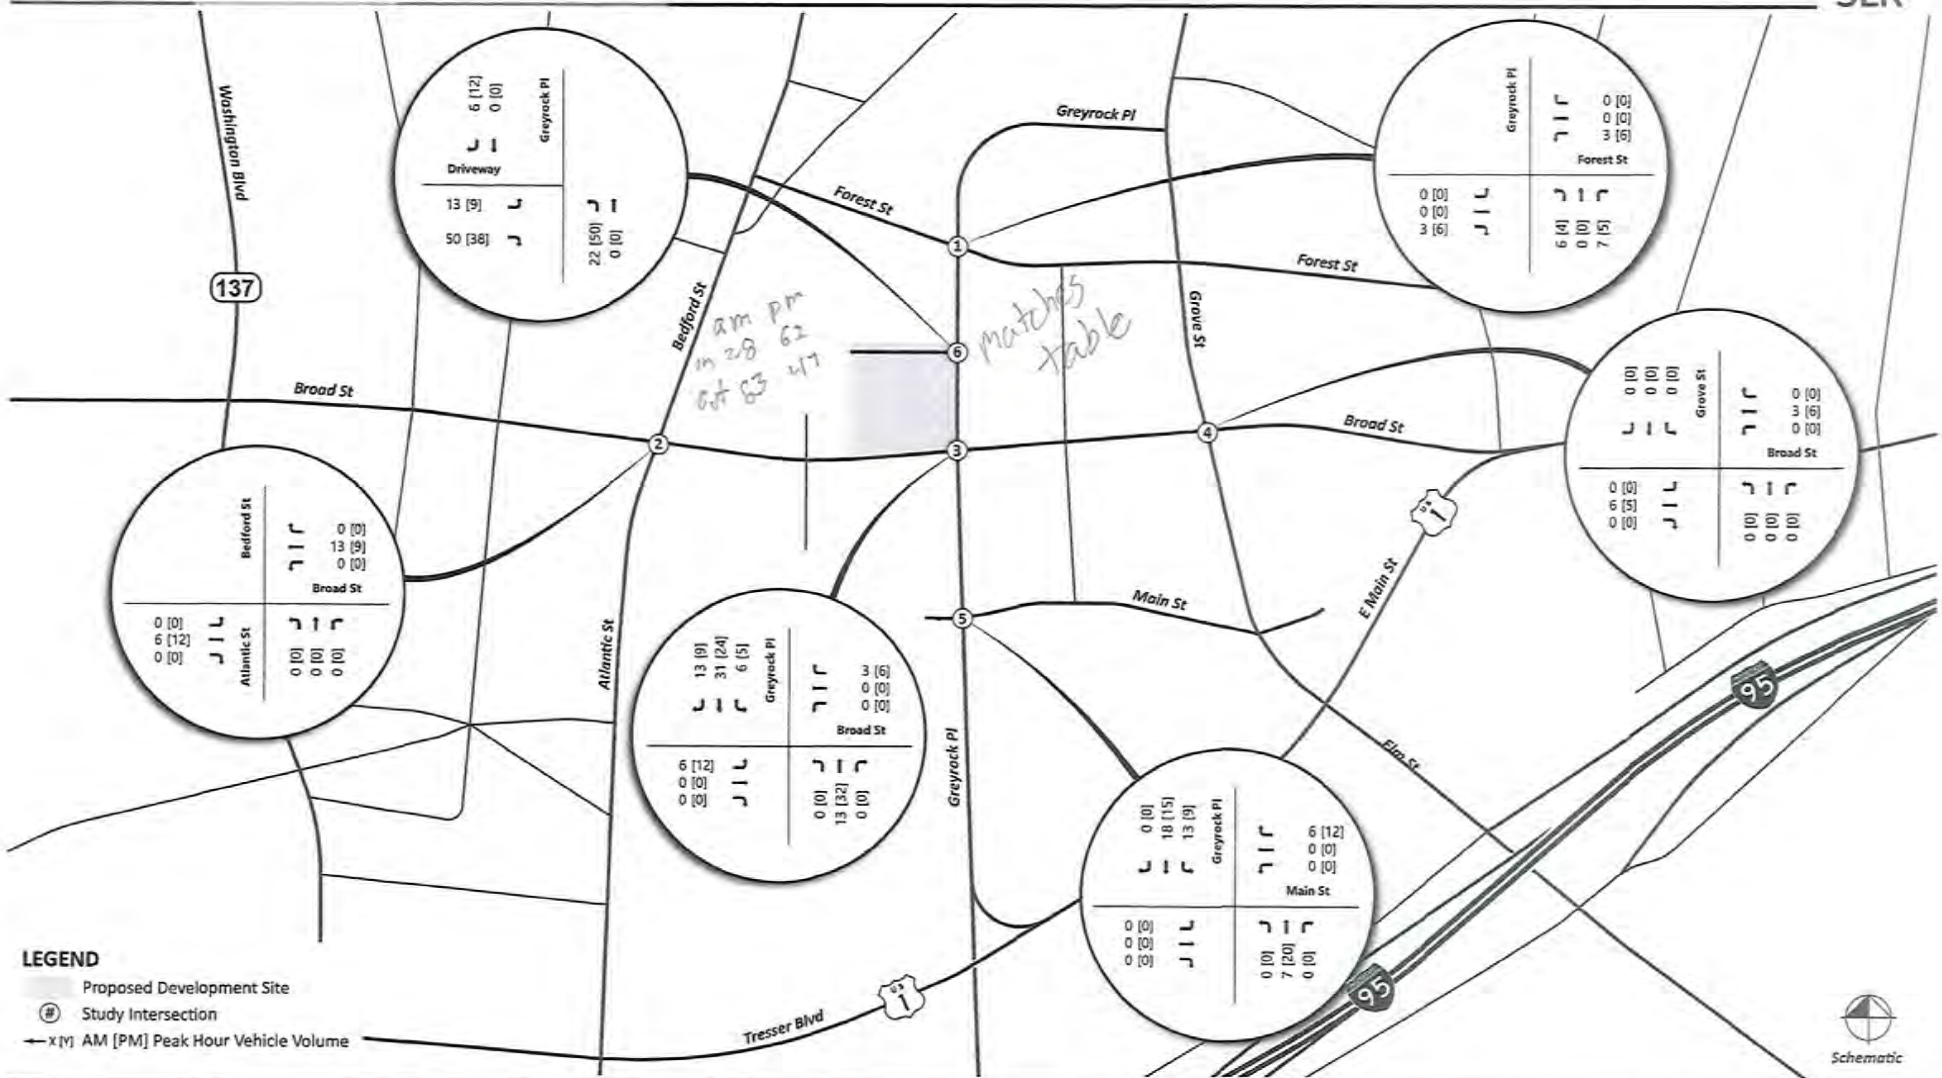 Washington Blvd
137
6 [12]
0 [0]
Greyrock Pl
Driveway
13 [9]
50 [38]
22 [50]
0 [0]
Greyrock Pl
Forest St
Forest St
Greyrock Pl
0 [0]
0 [0]
3 [6]
Forest St
0 [0]
0 [0]
3 [6]
6 [4]
0 [0]
7 [5]
Bedford St
am pm
in 28 62
out 63 47
matches
table
Grove St
1
6
2
3
4
5
Broad St
Broad St
0 [0]
0 [0]
0 [0]
Grove St
0 [0]
3 [6]
0 [0]
Broad St
0 [0]
6 [5]
0 [0]
0 [0]
0 [0]
0 [0]
US
1
E Main St
Main St
Bedford St
0 [0]
13 [9]
0 [0]
Broad St
0 [0]
6 [12]
0 [0]
Atlantic St
0 [0]
0 [0]
0 [0]
Atlantic St
13 [9]
31 [24]
6 [5]
Greyrock Pl
3 [6]
0 [0]
0 [0]
Broad St
6 [12]
0 [0]
0 [0]
0 [0]
13 [32]
0 [0]
Greyrock Pl
Elm St
95
0 [0]
18 [15]
13 [9]
Greyrock Pl
6 [12]
0 [0]
0 [0]
Main St
0 [0]
0 [0]
0 [0]
0 [0]
7 [20]
0 [0]
95
US
1
Tresser Blvd
LEGEND
Proposed Development Site
# Study Intersection
X [Y] AM [PM] Peak Hour Vehicle Volume
Schematic